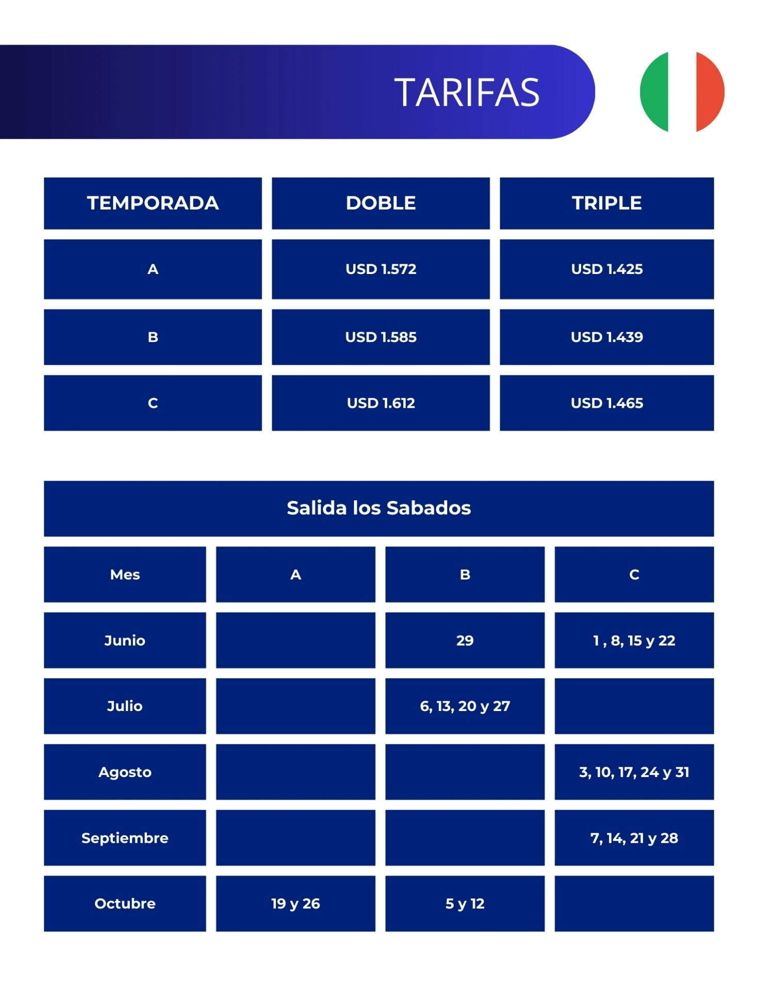 TARIFAS
TEMPORADA DOBLE TRIPLE
A USD 1.572 USD 1.425
B USD 1.585 USD 1.439
C USD 1.612 USD 1.465
Salida los Sabados
Mes A B C
Junio 29 1 , 8, 15 y 22
Julio 6, 13, 20 y 27
Agosto 3, 10, 17, 24 y 31
Septiembre 7, 14, 21 y 28
Octubre 19 y 26 5 y 12